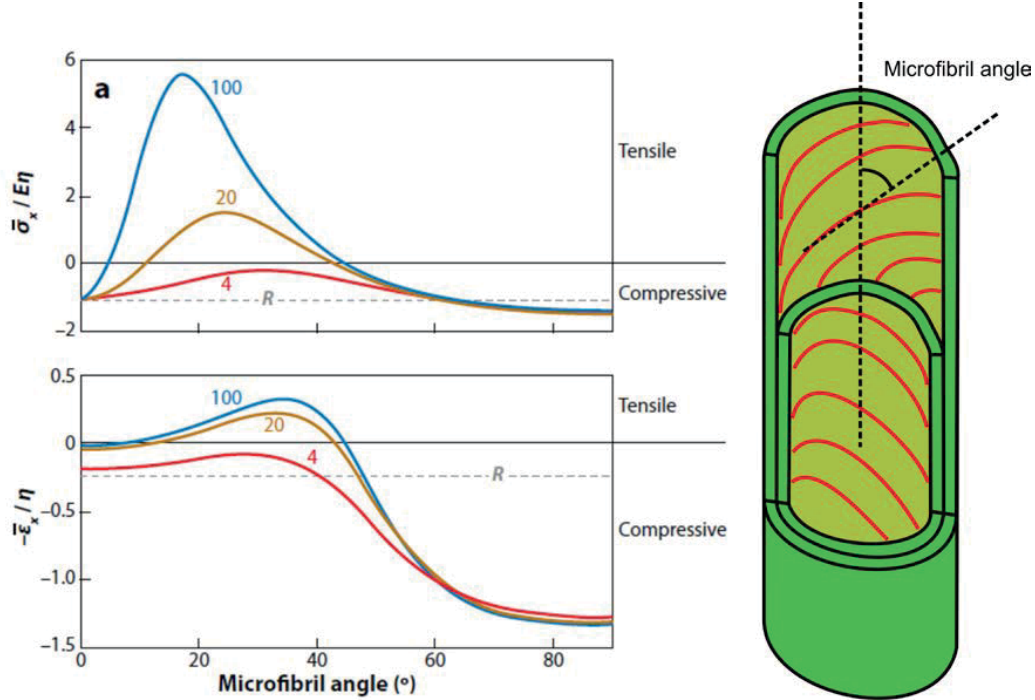 a
6
4
2
0
−2
σ̄ₓ / Eη
100
20
4
R
Tensile
Compressive
0.5
0
−0.5
−1.0
−1.5
−ε̄ₓ / η
100
20
4
R
Tensile
Compressive
0 20 40 60 80
Microfibril angle (º)
Microfibril angle